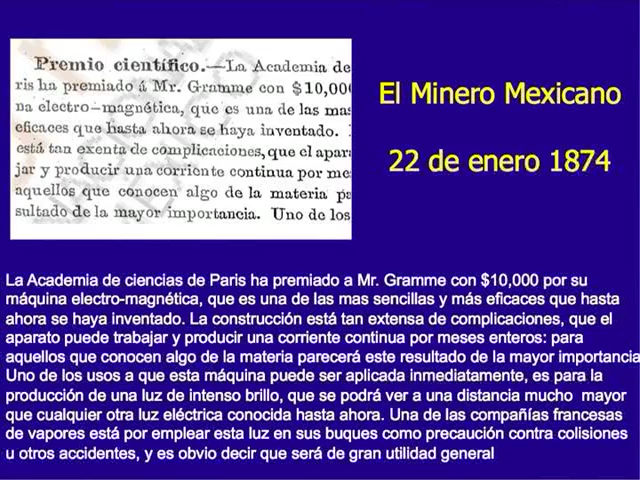 Premio científico.—La Academia de
ris ha premiado á Mr. Gramme con $10,000
na electro-magnética, que es una de las mas
eficaces que hasta ahora se haya inventado.
está tan exenta de complicaciones, que el apara
jar y producir una corriente continua por me
aquellos que conocen algo de la materia pa
sultado de la mayor importancia. Uno de los
El Minero Mexicano
22 de enero 1874
La Academia de ciencias de Paris ha premiado a Mr. Gramme con $10,000 por su
máquina electro-magnética, que es una de las mas sencillas y más eficaces que hasta
ahora se haya inventado. La construcción está tan extensa de complicaciones, que el
aparato puede trabajar y producir una corriente continua por meses enteros: para
aquellos que conocen algo de la materia parecerá este resultado de la mayor importancia
Uno de los usos a que esta máquina puede ser aplicada inmediatamente, es para la
producción de una luz de intenso brillo, que se podrá ver a una distancia mucho mayor
que cualquier otra luz eléctrica conocida hasta ahora. Una de las compañías francesas
de vapores está por emplear esta luz en sus buques como precaución contra colisiones
u otros accidentes, y es obvio decir que será de gran utilidad general